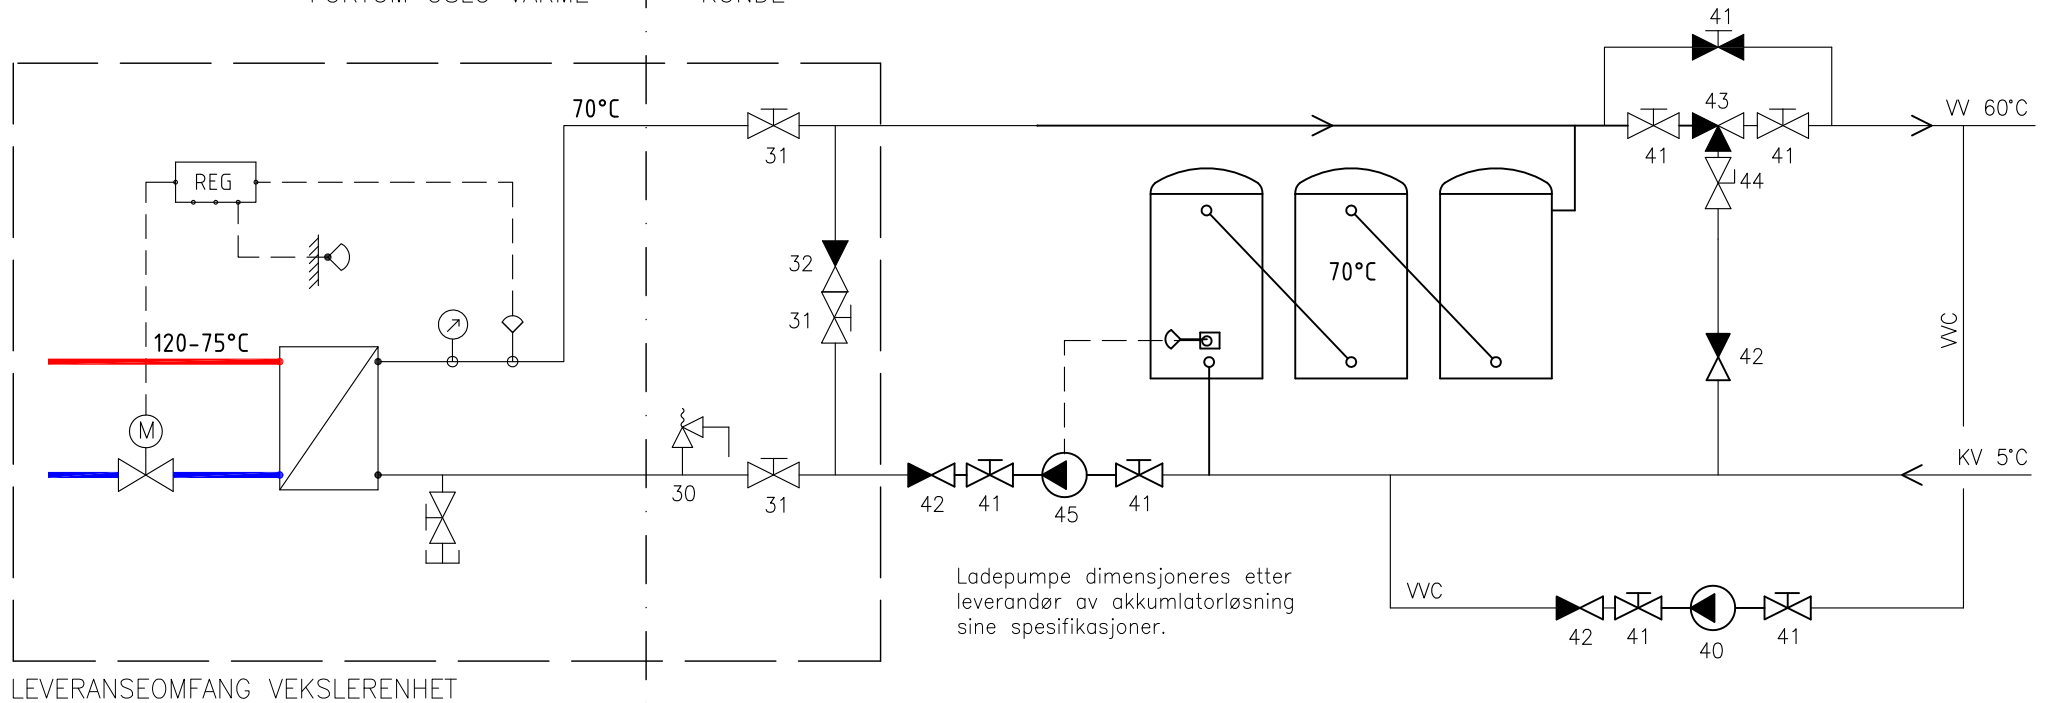 41
70°C
43
VV 60°C
31
41
41
REG
44
32
70°C
31
120-75°C
VVC
42
M
KV 5°C
30
31
42
41
45
41
Ladepumpe dimensjoneres etter
leverandør av akkumlatorløsning
sine spesifikasjoner.
VVC
42
41
40
41
LEVERANSEOMFANG VEKSLERENHET